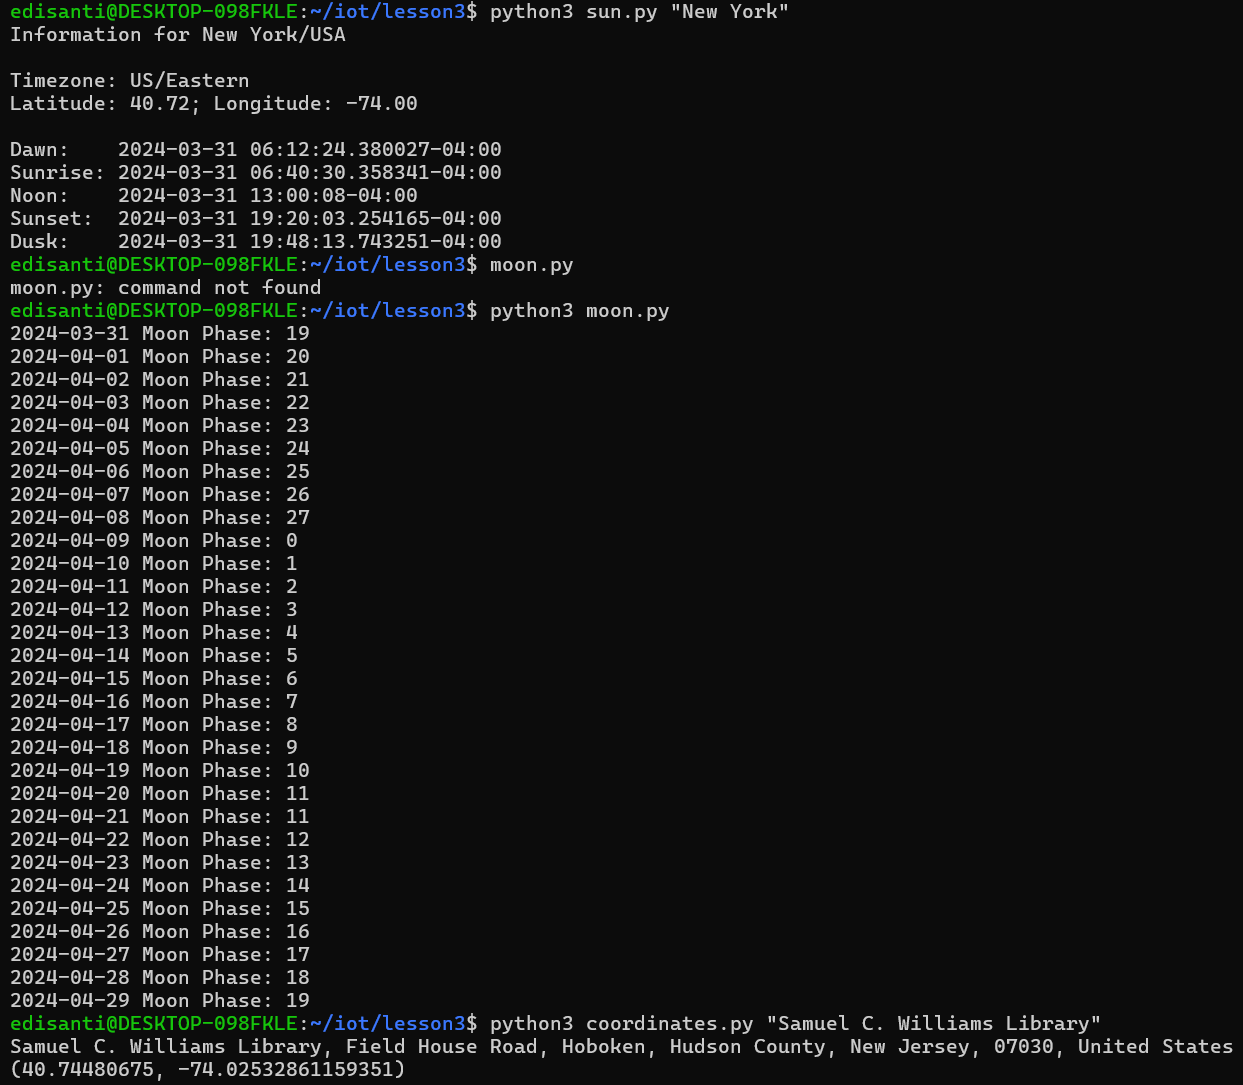 edisanti@DESKTOP-098FKLE:~/iot/lesson3$ python3 sun.py "New York"
Information for New York/USA
Timezone: US/Eastern
Latitude: 40.72; Longitude: -74.00
Dawn:    2024-03-31 06:12:24.380027-04:00
Sunrise: 2024-03-31 06:40:30.358341-04:00
Noon:    2024-03-31 13:00:08-04:00
Sunset:  2024-03-31 19:20:03.254165-04:00
Dusk:    2024-03-31 19:48:13.743251-04:00
edisanti@DESKTOP-098FKLE:~/iot/lesson3$ moon.py
moon.py: command not found
edisanti@DESKTOP-098FKLE:~/iot/lesson3$ python3 moon.py
2024-03-31 Moon Phase: 19
2024-04-01 Moon Phase: 20
2024-04-02 Moon Phase: 21
2024-04-03 Moon Phase: 22
2024-04-04 Moon Phase: 23
2024-04-05 Moon Phase: 24
2024-04-06 Moon Phase: 25
2024-04-07 Moon Phase: 26
2024-04-08 Moon Phase: 27
2024-04-09 Moon Phase: 0
2024-04-10 Moon Phase: 1
2024-04-11 Moon Phase: 2
2024-04-12 Moon Phase: 3
2024-04-13 Moon Phase: 4
2024-04-14 Moon Phase: 5
2024-04-15 Moon Phase: 6
2024-04-16 Moon Phase: 7
2024-04-17 Moon Phase: 8
2024-04-18 Moon Phase: 9
2024-04-19 Moon Phase: 10
2024-04-20 Moon Phase: 11
2024-04-21 Moon Phase: 11
2024-04-22 Moon Phase: 12
2024-04-23 Moon Phase: 13
2024-04-24 Moon Phase: 14
2024-04-25 Moon Phase: 15
2024-04-26 Moon Phase: 16
2024-04-27 Moon Phase: 17
2024-04-28 Moon Phase: 18
2024-04-29 Moon Phase: 19
edisanti@DESKTOP-098FKLE:~/iot/lesson3$ python3 coordinates.py "Samuel C. Williams Library"
Samuel C. Williams Library, Field House Road, Hoboken, Hudson County, New Jersey, 07030, United States
(40.74480675, -74.02532861159351)